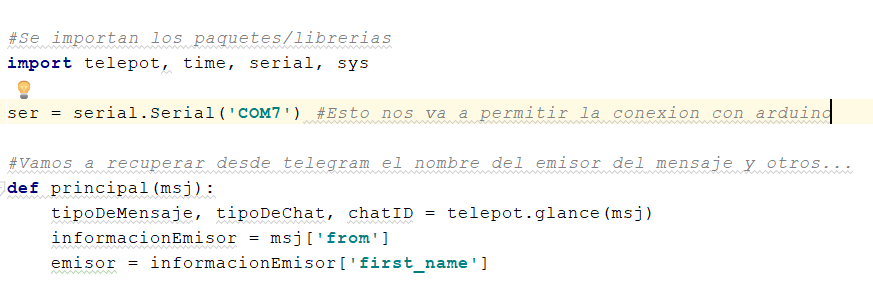 #Se importan los paquetes/librerias
import telepot, time, serial, sys
ser = serial.Serial('COM7') #Esto nos va a permitir la conexion con arduino
#Vamos a recuperar desde telegram el nombre del emisor del mensaje y otros...
def principal(msj):
    tipoDeMensaje, tipoDeChat, chatID = telepot.glance(msj)
    informacionEmisor = msj['from']
    emisor = informacionEmisor['first_name']